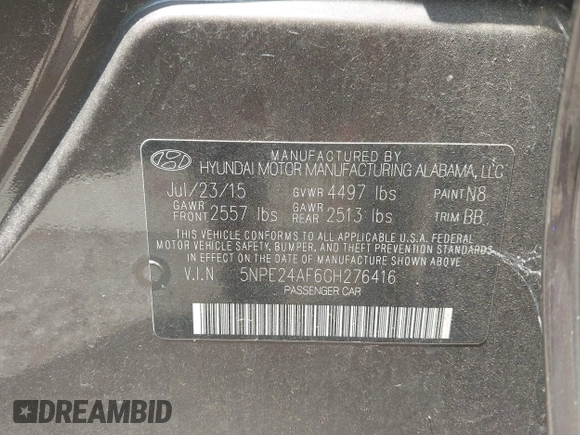 MANUFACTURED BY
HYUNDAI MOTOR MANUFACTURING ALABAMA, LLC
Jul/23/15 GVWR 4497 lbs PAINT N8
GAWR FRONT 2557 lbs GAWR REAR 2513 lbs TRIM BB
THIS VEHICLE CONFORMS TO ALL APPLICABLE U.S.A. FEDERAL
MOTOR VEHICLE SAFETY, BUMPER, AND THEFT PREVENTION STANDARDS
IN EFFECT ON THE DATE OF MANUFACTURE SHOWN ABOVE
V.I.N 5NPE24AF6GH276416
PASSENGER CAR
DREAMBID